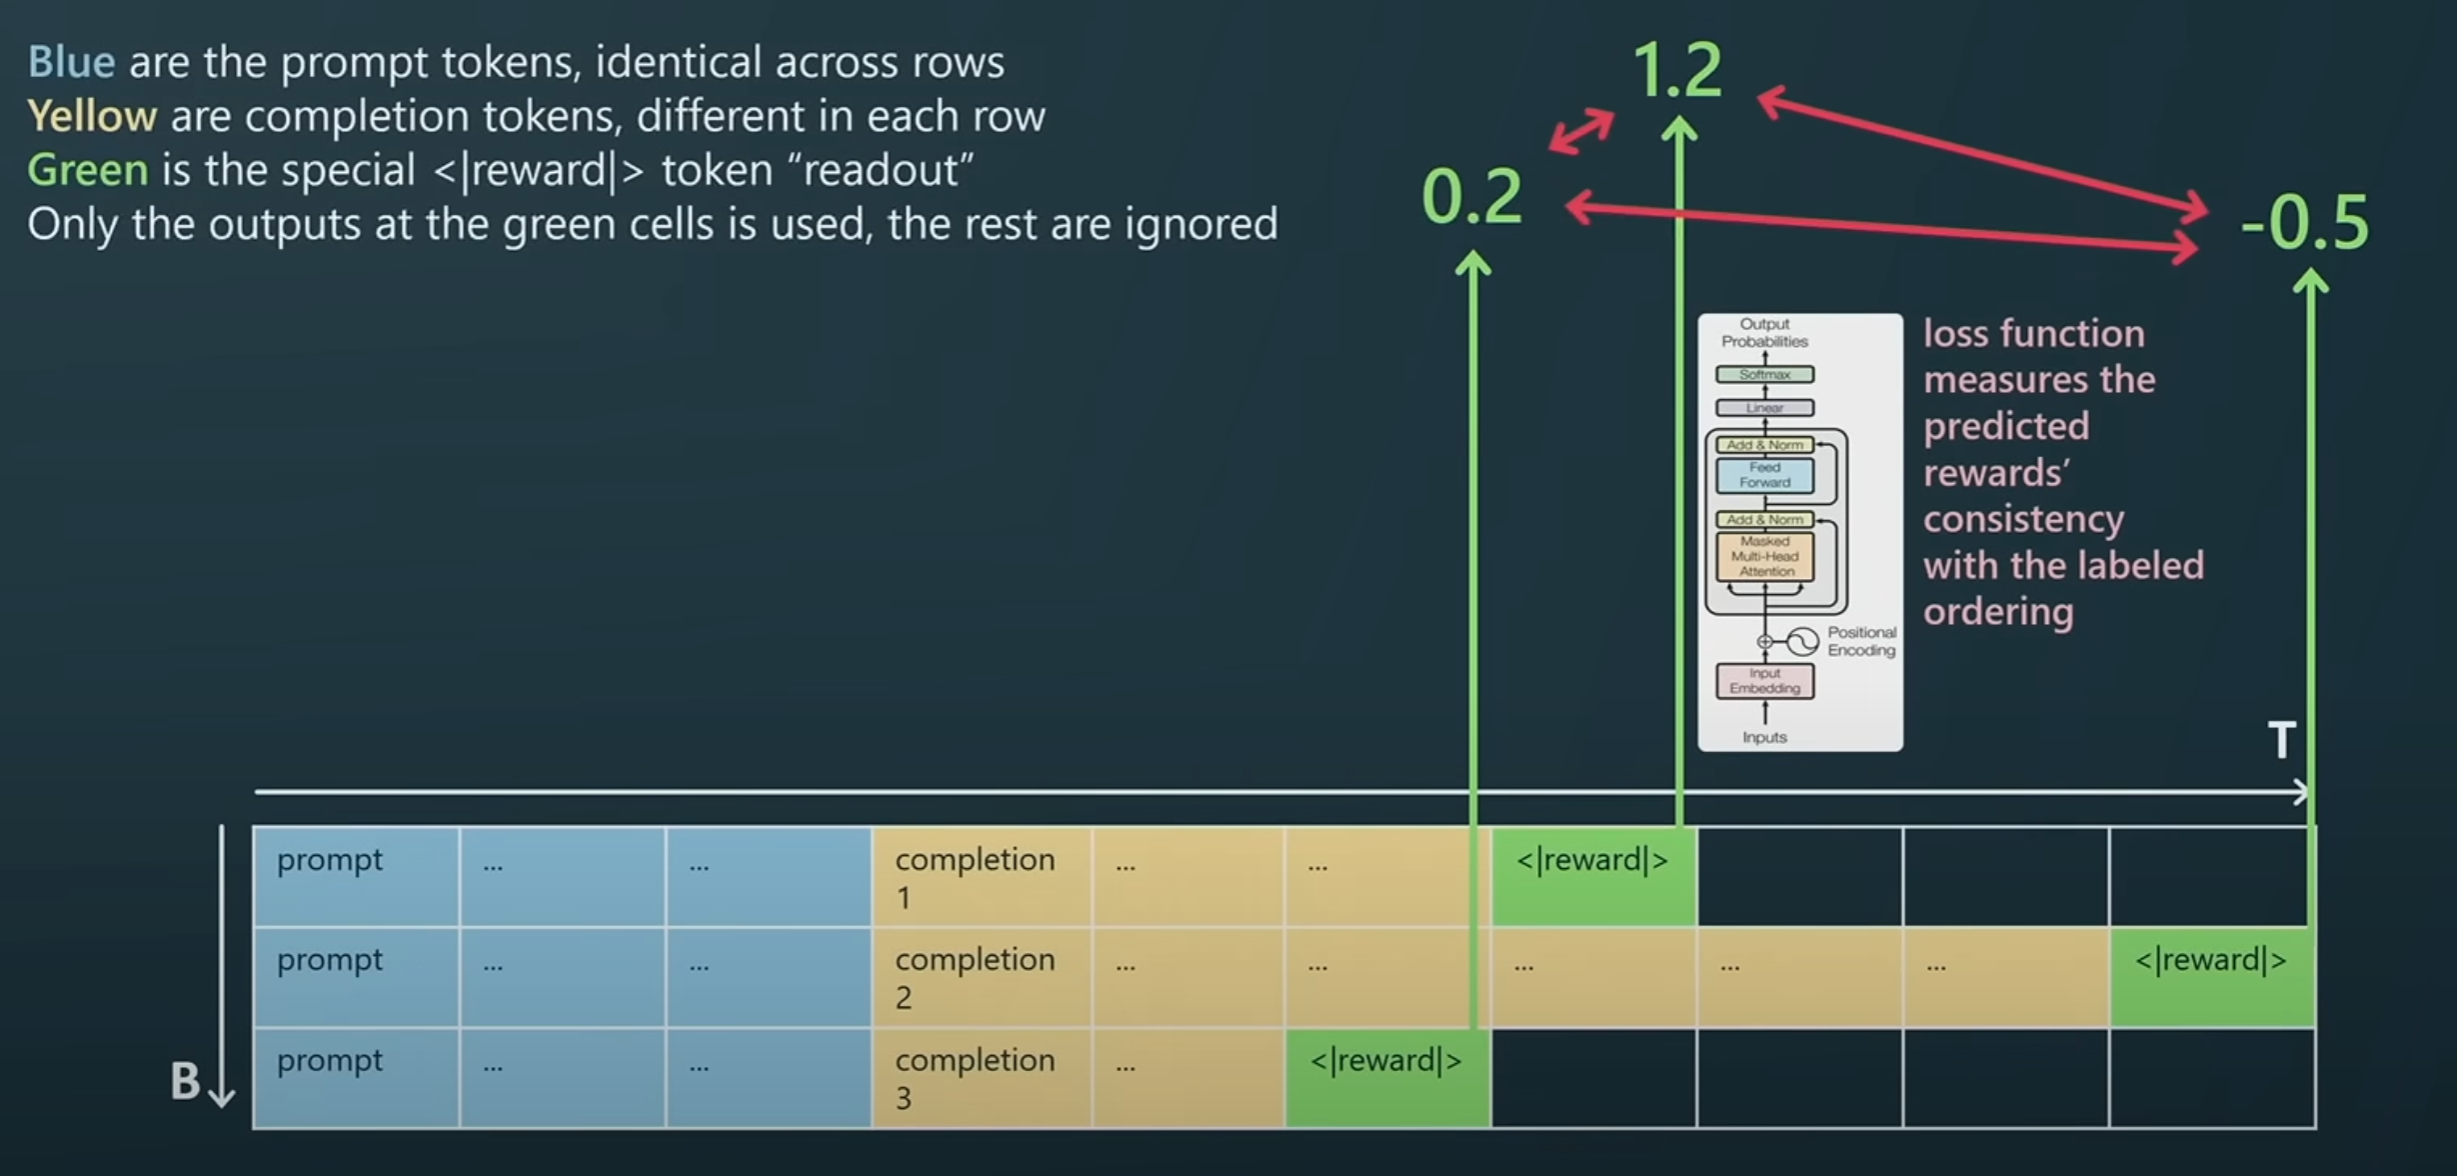 Blue are the prompt tokens, identical across rows
Yellow are completion tokens, different in each row
Green is the special <|reward|> token “readout”
Only the outputs at the green cells is used, the rest are ignored
1.2
0.2
-0.5
Output
Probabilities
Softmax
Linear
Add & Norm
Feed
Forward
Add & Norm
Masked
Multi-Head
Attention
Positional
Encoding
Input
Embedding
Inputs
loss function
measures the
predicted
rewards’
consistency
with the labeled
ordering
T
B
prompt ... ... completion 1 ... ... <|reward|>
prompt ... ... completion 2 ... ... ... ... ... <|reward|>
prompt ... ... completion 3 ... <|reward|>